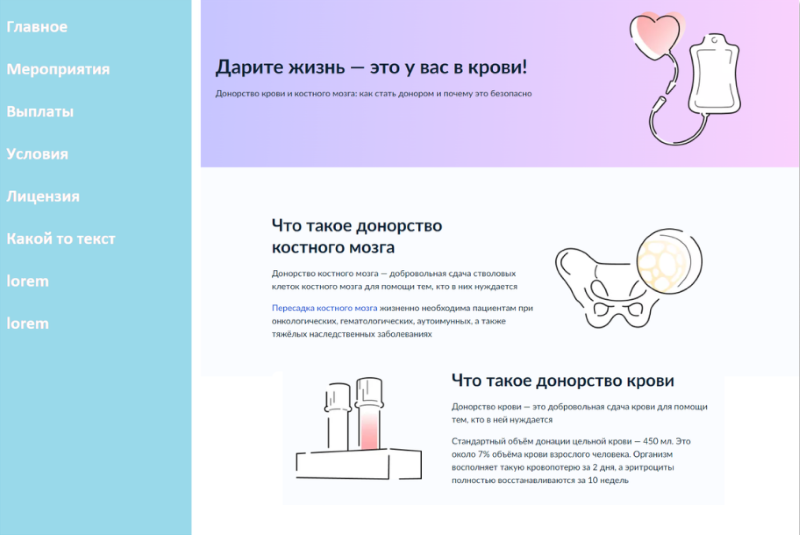 Главное
Мероприятия
Выплаты
Условия
Лицензия
Какой то текст
lorem
lorem
Дарите жизнь — это у вас в крови!
Донорство крови и костного мозга: как стать донором и почему это безопасно
Что такое донорство
костного мозга
Донорство костного мозга — добровольная сдача стволовых
клеток костного мозга для помощи тем, кто в них нуждается
Пересадка костного мозга жизненно необходима пациентам при
онкологических, гематологических, аутоимунных, а также
тяжёлых наследственных заболеваниях
Что такое донорство крови
Донорство крови — это добровольная сдача крови для помощи
тем, кто в ней нуждается
Стандартный объём донации цельной крови — 450 мл. Это
около 7% объёма крови взрослого человека. Организм
восполняет такую кровопотерю за 2 дня, а эритроциты
полностью восстанавливаются за 10 недель